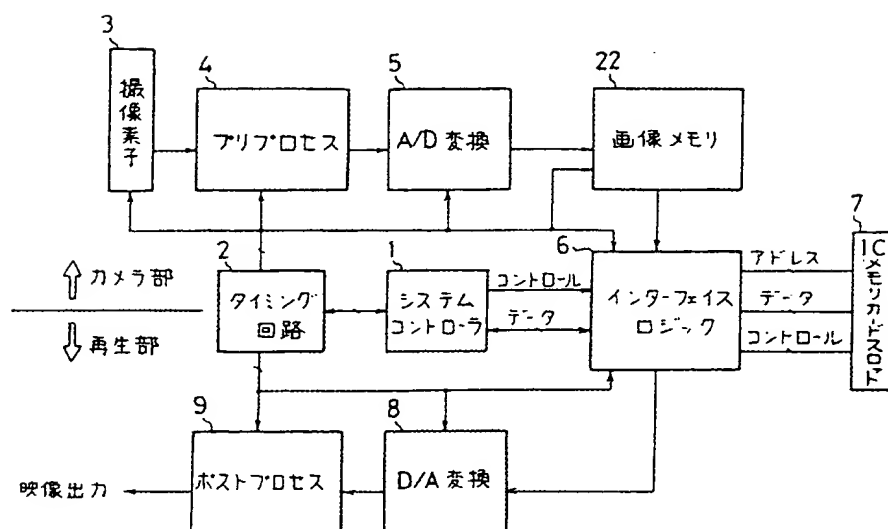 3
撮像素子
4
プリプロセス
5
A/D 変換
22
画像メモリ
7
ICメモリカードスロット
6
インターフェイス
ロジック
アドレス
データ
コントロール
2
タイミング
回路
1
システム
コントローラ
コントロール
データ
カメラ部
再生部
9
ポストプロセス
8
D/A 変換
映像出力